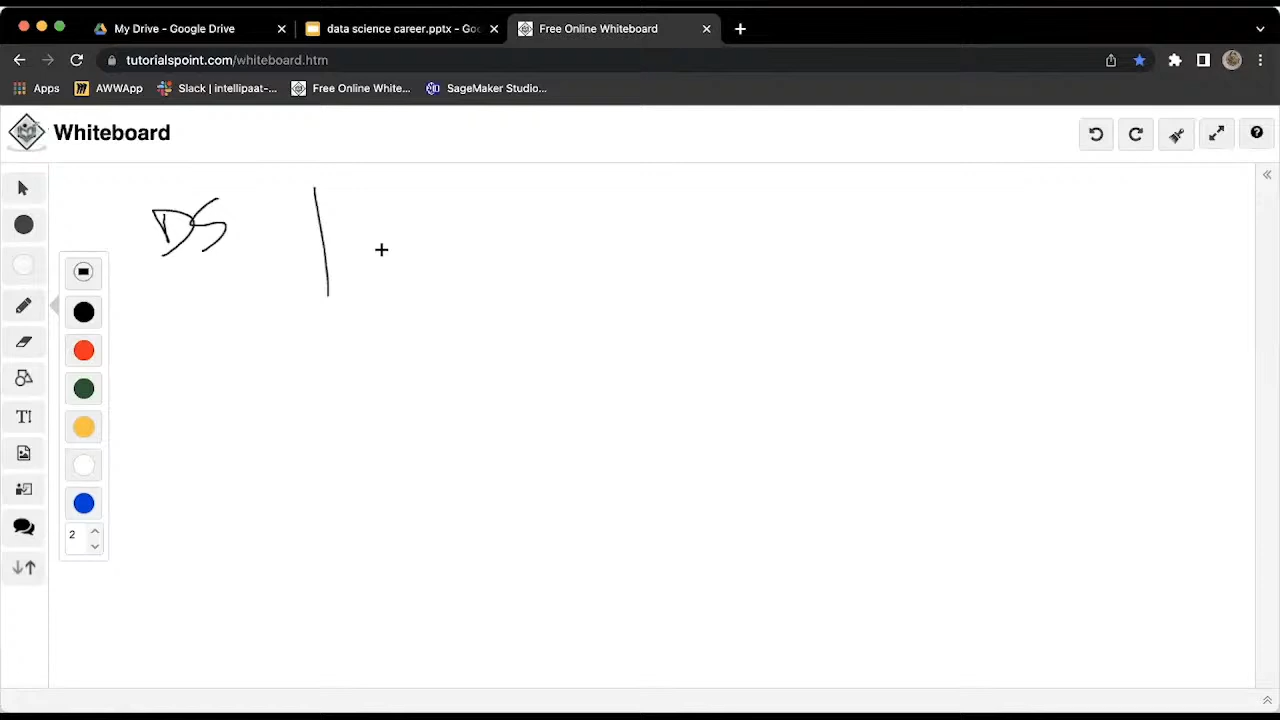 My Drive - Google Drive
data science career.pptx - Goo
Free Online Whiteboard
tutorialspoint.com/whiteboard.htm
Apps
AWWApp
Slack | intellipaat-...
Free Online White...
SageMaker Studio...
Whiteboard
DS
T!
2